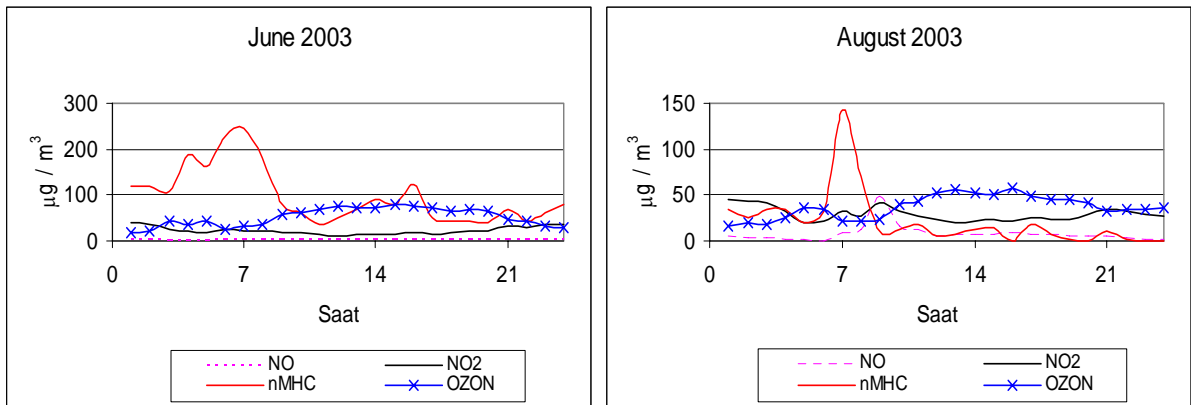 June 2003
300
200
100
0
µg / m³
0 7 14 21
Saat
NO NO2
nMHC OZON
August 2003
150
100
50
0
µg / m³
0 7 14 21
Saat
NO NO2
nMHC OZON